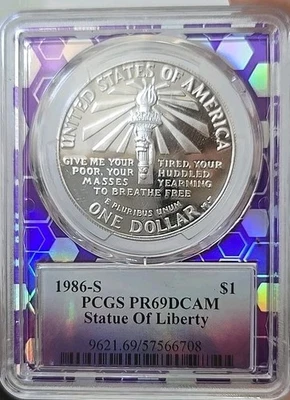 UNITED STATES OF AMERICA
GIVE ME YOUR TIRED, YOUR
POOR, YOUR HUDDLED
MASSES YEARNING
TO BREATHE FREE
E PLURIBUS UNUM
ONE DOLLAR
1986-S $1
PCGS PR69DCAM
Statue Of Liberty
9621.69/57566708